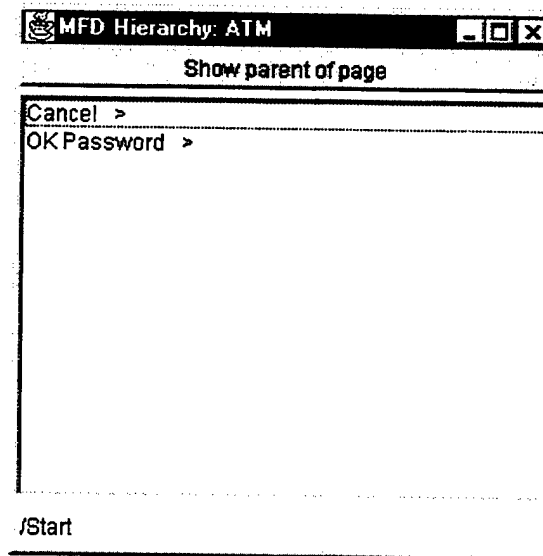 MFD Hierarchy: ATM
Show parent of page
Cancel >
OK Password >
/Start